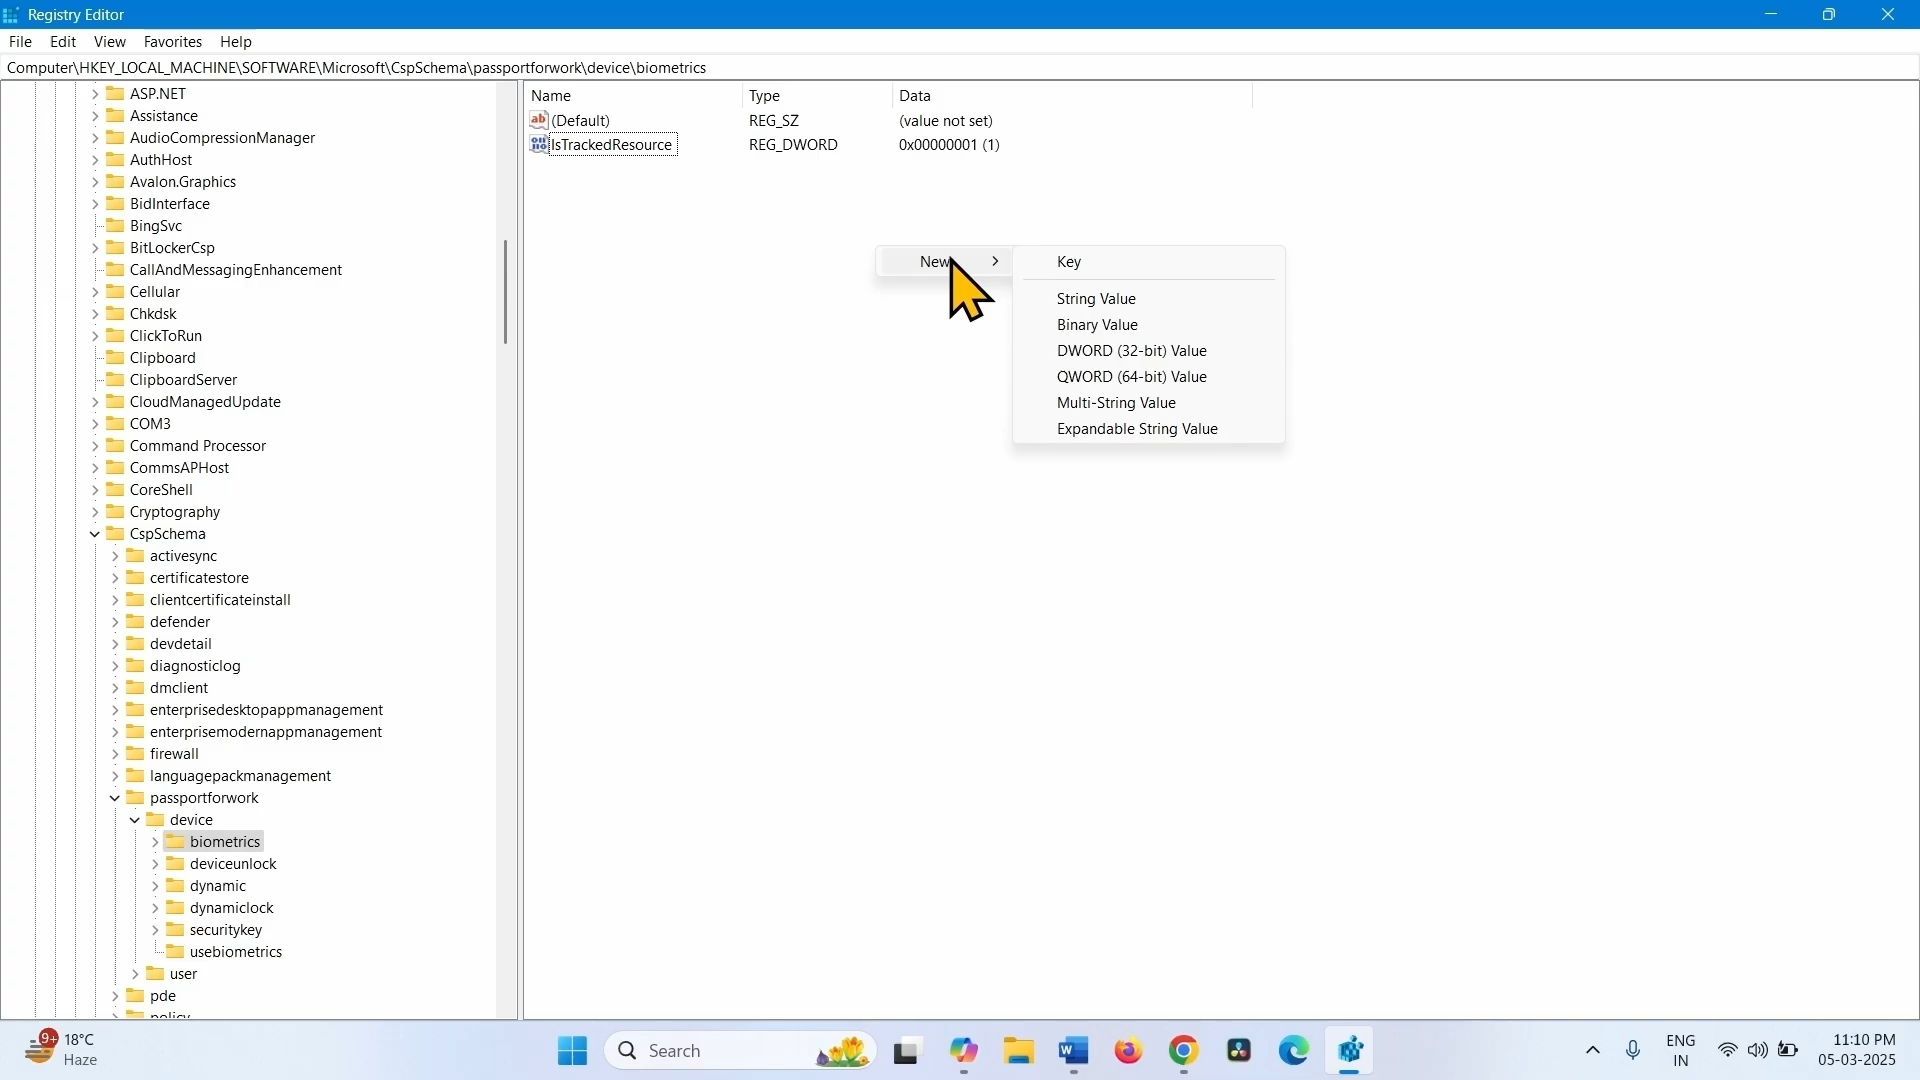 Registry Editor
File Edit View Favorites Help
Computer\HKEY_LOCAL_MACHINE\SOFTWARE\Microsoft\CspSchema\passportforwork\device\biometrics
ASP.NET
Assistance
AudioCompressionManager
AuthHost
Avalon.Graphics
BidInterface
BingSvc
BitLockerCsp
CallAndMessagingEnhancement
Cellular
Chkdsk
ClickToRun
Clipboard
ClipboardServer
CloudManagedUpdate
COM3
Command Processor
CommsAPHost
CoreShell
Cryptography
CspSchema
activesync
certificatestore
clientcertificateinstall
defender
devdetail
diagnosticlog
dmclient
enterprisedesktopappmanagement
enterprisemodernappmanagement
firewall
languagepackmanagement
passportforwork
device
biometrics
deviceunlock
dynamic
dynamiclock
securitykey
usebiometrics
user
pde
policy
Name Type Data
ab (Default) REG_SZ (value not set)
IsTrackedResource REG_DWORD 0x00000001 (1)
New
Key
String Value
Binary Value
DWORD (32-bit) Value
QWORD (64-bit) Value
Multi-String Value
Expandable String Value
9+ 18°C
Haze
Search
W
ENG
IN
11:10 PM
05-03-2025